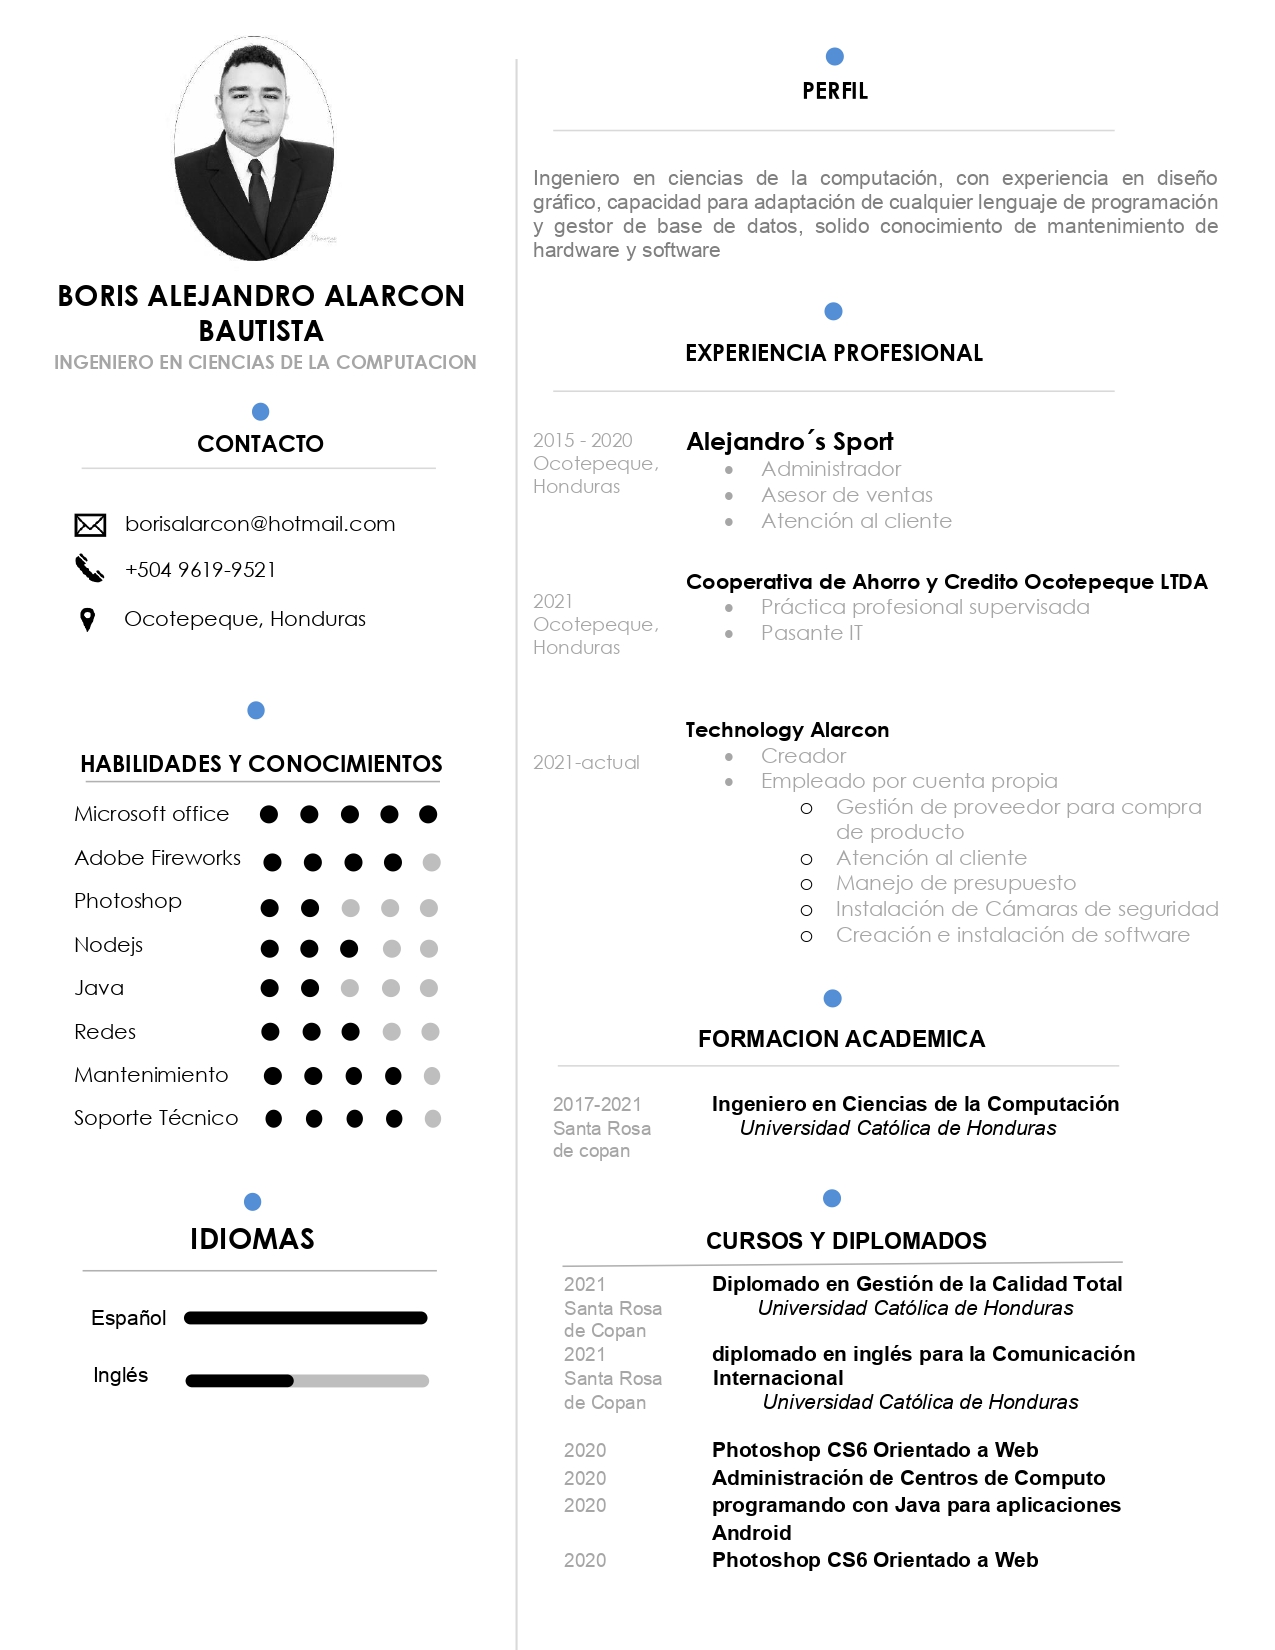 BORIS ALEJANDRO ALARCON
BAUTISTA
INGENIERO EN CIENCIAS DE LA COMPUTACION
CONTACTO
borisalarcon@hotmail.com
+504 9619-9521
Ocotepeque, Honduras
HABILIDADES Y CONOCIMIENTOS
Microsoft office
Adobe Fireworks
Photoshop
Nodejs
Java
Redes
Mantenimiento
Soporte Técnico
IDIOMAS
Español
Inglés
PERFIL
Ingeniero en ciencias de la computación, con experiencia en diseño
gráfico, capacidad para adaptación de cualquier lenguaje de programación
y gestor de base de datos, solido conocimiento de mantenimiento de
hardware y software
EXPERIENCIA PROFESIONAL
2015 - 2020
Ocotepeque,
Honduras
Alejandro´s Sport
• Administrador
• Asesor de ventas
• Atención al cliente
2021
Ocotepeque,
Honduras
Cooperativa de Ahorro y Credito Ocotepeque LTDA
• Práctica profesional supervisada
• Pasante IT
2021-actual
Technology Alarcon
• Creador
• Empleado por cuenta propia
o Gestión de proveedor para compra
de producto
o Atención al cliente
o Manejo de presupuesto
o Instalación de Cámaras de seguridad
o Creación e instalación de software
FORMACION ACADEMICA
2017-2021
Santa Rosa
de copan
Ingeniero en Ciencias de la Computación
Universidad Católica de Honduras
CURSOS Y DIPLOMADOS
2021
Santa Rosa
de Copan
Diplomado en Gestión de la Calidad Total
Universidad Católica de Honduras
2021
Santa Rosa
de Copan
diplomado en inglés para la Comunicación
Internacional
Universidad Católica de Honduras
2020 Photoshop CS6 Orientado a Web
2020 Administración de Centros de Computo
2020 programando con Java para aplicaciones
Android
2020 Photoshop CS6 Orientado a Web